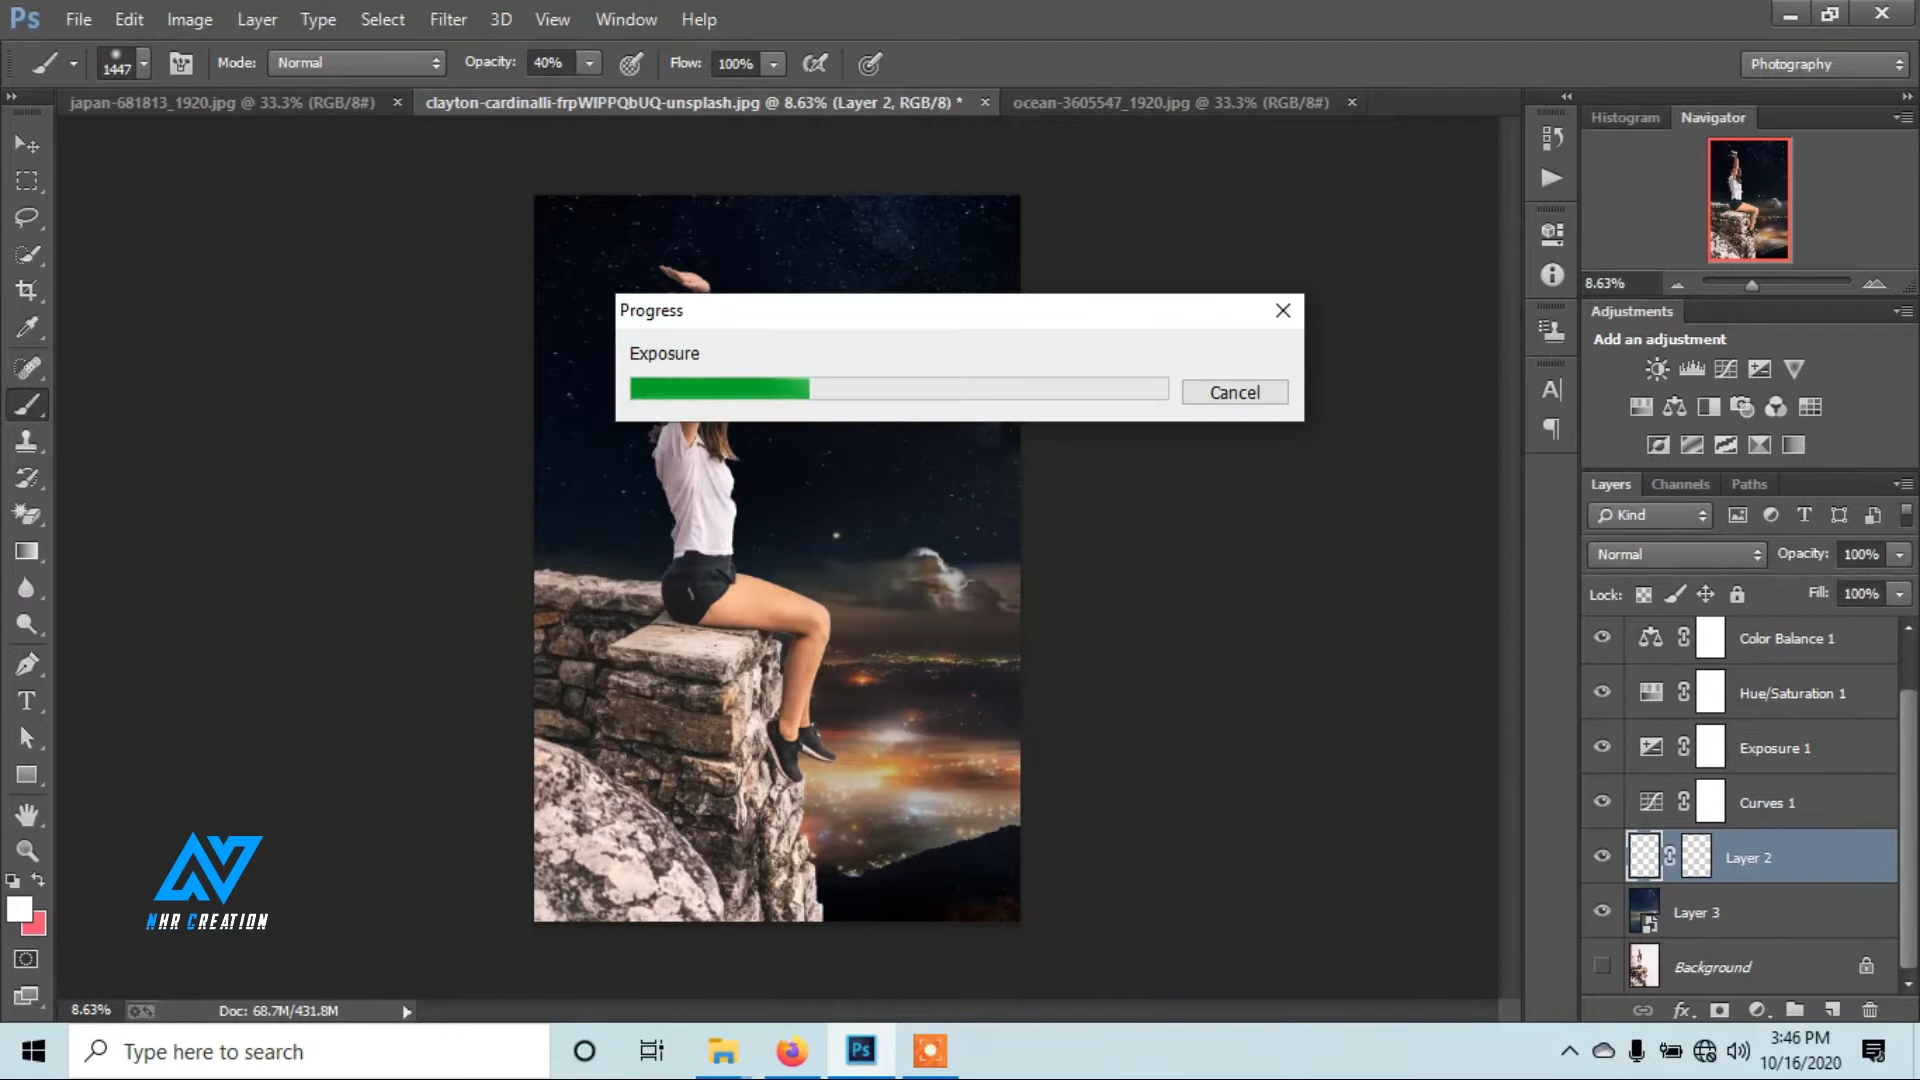 Ps File Edit Image Layer Type Select Filter 3D View Window Help
1447 Mode: Normal Opacity: 40% Flow: 100% Photography
japan-681813_1920.jpg @ 33.3% (RGB/8#) × clayton-cardinalli-frpWIPPQbUQ-unsplash.jpg @ 8.63% (Layer 2, RGB/8) * × ocean-3605547_1920.jpg @ 33.3% (RGB/8#) ×
Histogram Navigator
8.63%
Progress
Exposure
Cancel
Adjustments
Add an adjustment
Layers Channels Paths
Kind
Normal Opacity: 100%
Lock: Fill: 100%
Color Balance 1
Hue/Saturation 1
Exposure 1
Curves 1
Layer 2
Layer 3
Background
NHR CREATION
8.63% Doc: 68.7M/431.8M
Type here to search
Ps
3:46 PM
10/16/2020